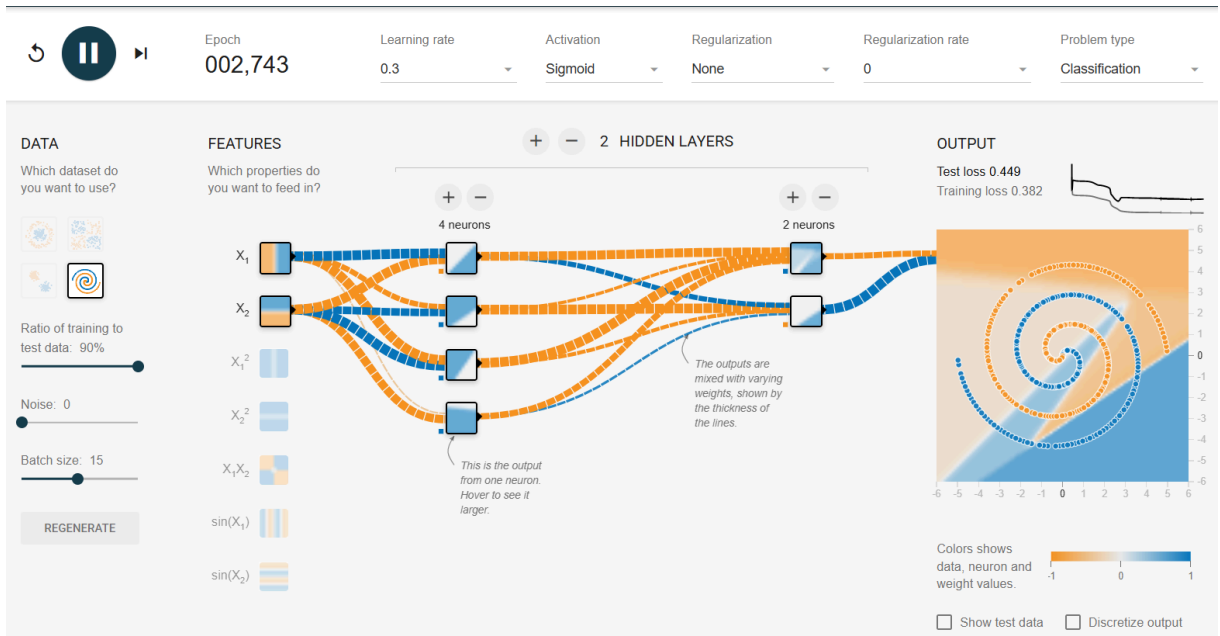 Epoch
002,743
Learning rate
0.3
Activation
Sigmoid
Regularization
None
Regularization rate
0
Problem type
Classification
DATA
Which dataset do
you want to use?
Ratio of training to
test data: 90%
Noise: 0
Batch size: 15
REGENERATE
FEATURES
Which properties do
you want to feed in?
X1
X2
X1²
X2²
X1X2
sin(X1)
sin(X2)
2 HIDDEN LAYERS
4 neurons
2 neurons
This is the output
from one neuron.
Hover to see it
larger.
The outputs are
mixed with varying
weights, shown by
the thickness of
the lines.
OUTPUT
Test loss 0.449
Training loss 0.382
6
5
4
3
2
1
0
-1
-2
-3
-4
-5
-6
-6 -5 -4 -3 -2 -1 0 1 2 3 4 5 6
Colors shows
data, neuron and
weight values.
-1 0 1
Show test data
Discretize output